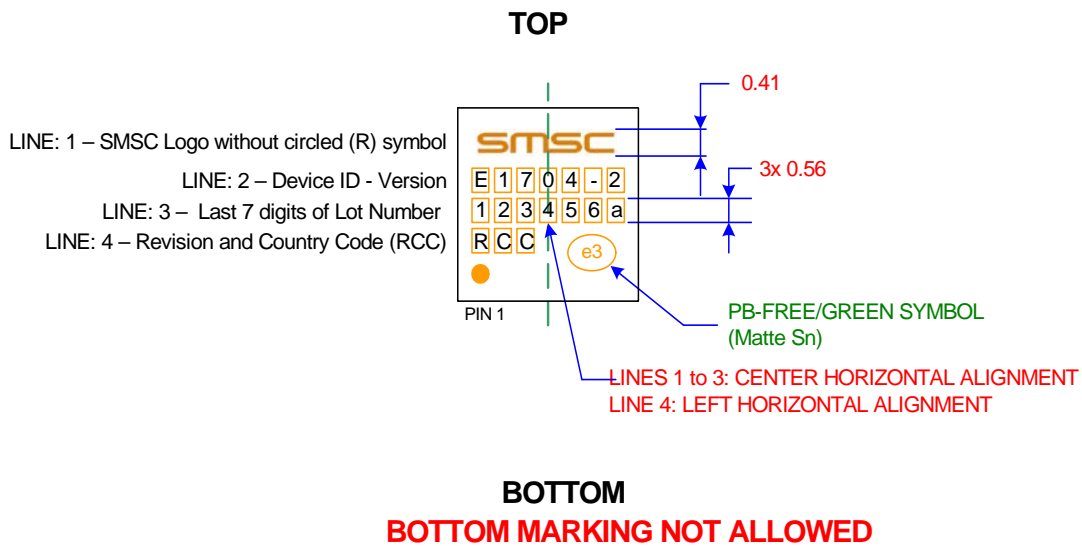 TOP
0.41
LINE: 1 – SMSC Logo without circled (R) symbol
SMSC
3x 0.56
LINE: 2 – Device ID - Version
E1704-2
LINE: 3 – Last 7 digits of Lot Number
123456a
LINE: 4 – Revision and Country Code (RCC)
RCC
e3
PIN 1
PB-FREE/GREEN SYMBOL
(Matte Sn)
LINES 1 to 3: CENTER HORIZONTAL ALIGNMENT
LINE 4: LEFT HORIZONTAL ALIGNMENT
BOTTOM
BOTTOM MARKING NOT ALLOWED